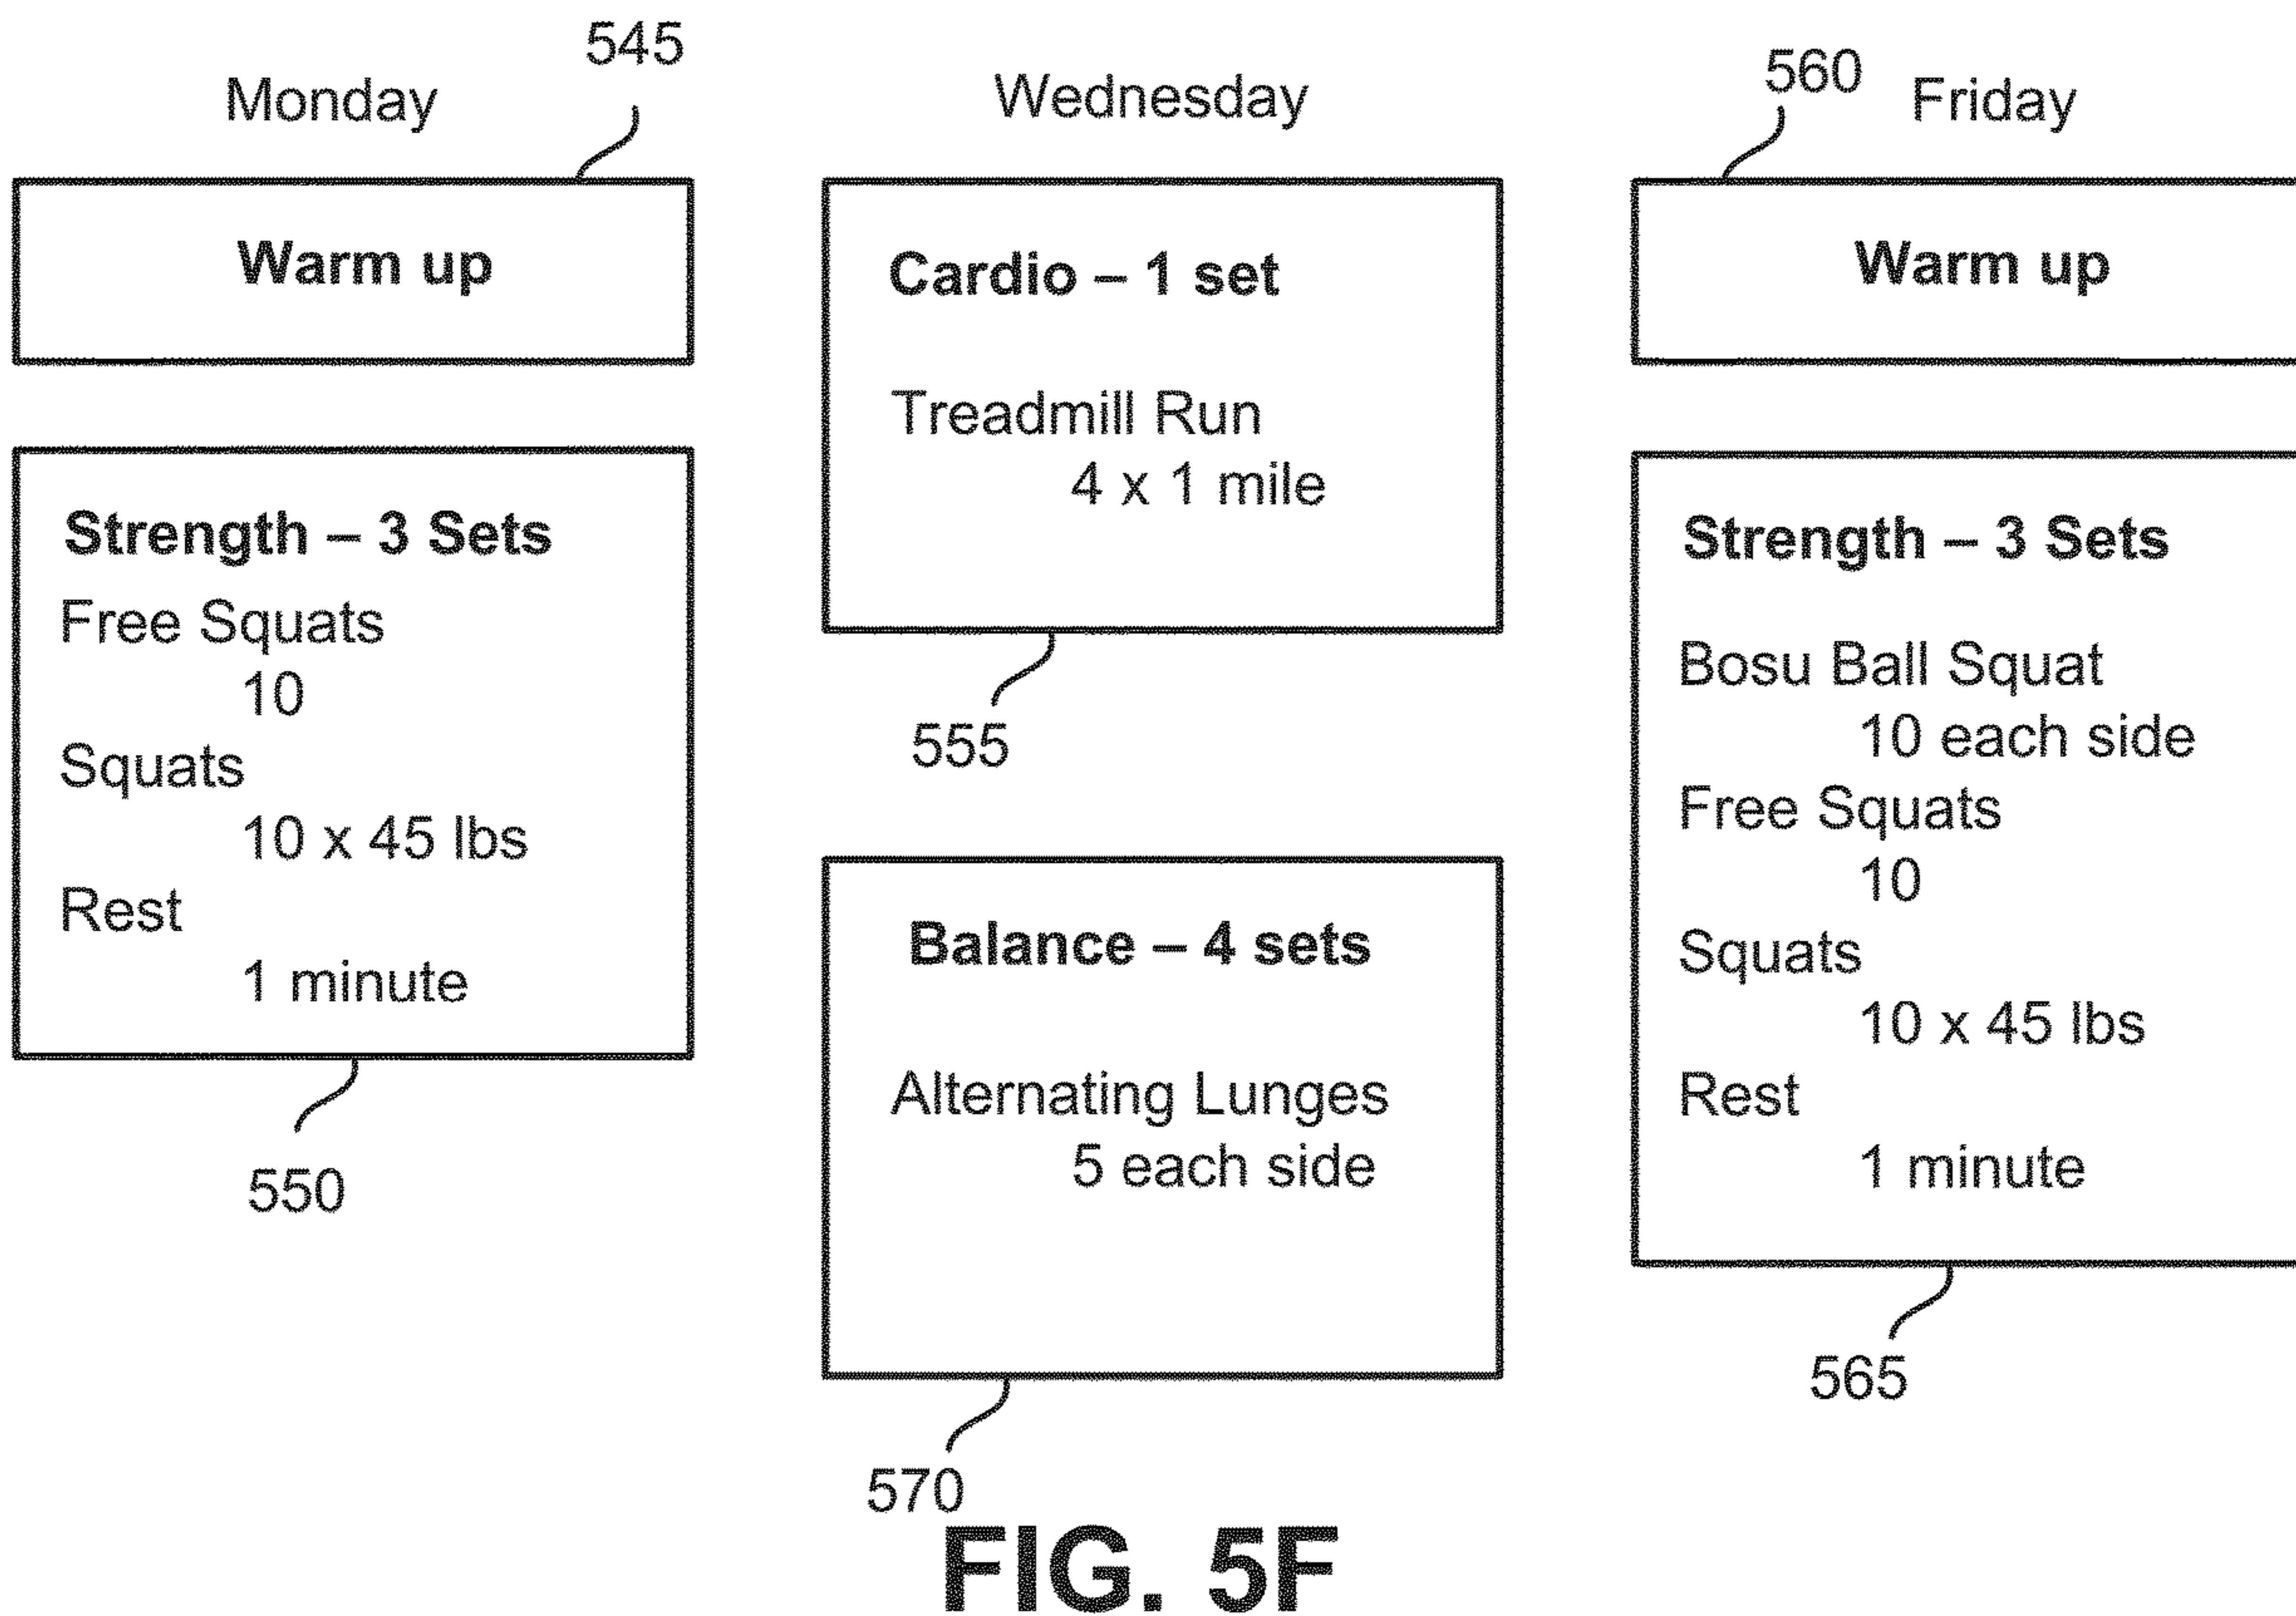 Monday
545
Warm up
Strength – 3 Sets
Free Squats
10
Squats
10 x 45 lbs
Rest
1 minute
550
Wednesday
Cardio – 1 set
Treadmill Run
4 x 1 mile
555
Balance – 4 sets
Alternating Lunges
5 each side
570
560
Friday
Warm up
Strength – 3 Sets
Bosu Ball Squat
10 each side
Free Squats
10
Squats
10 x 45 lbs
Rest
1 minute
565
FIG. 5F